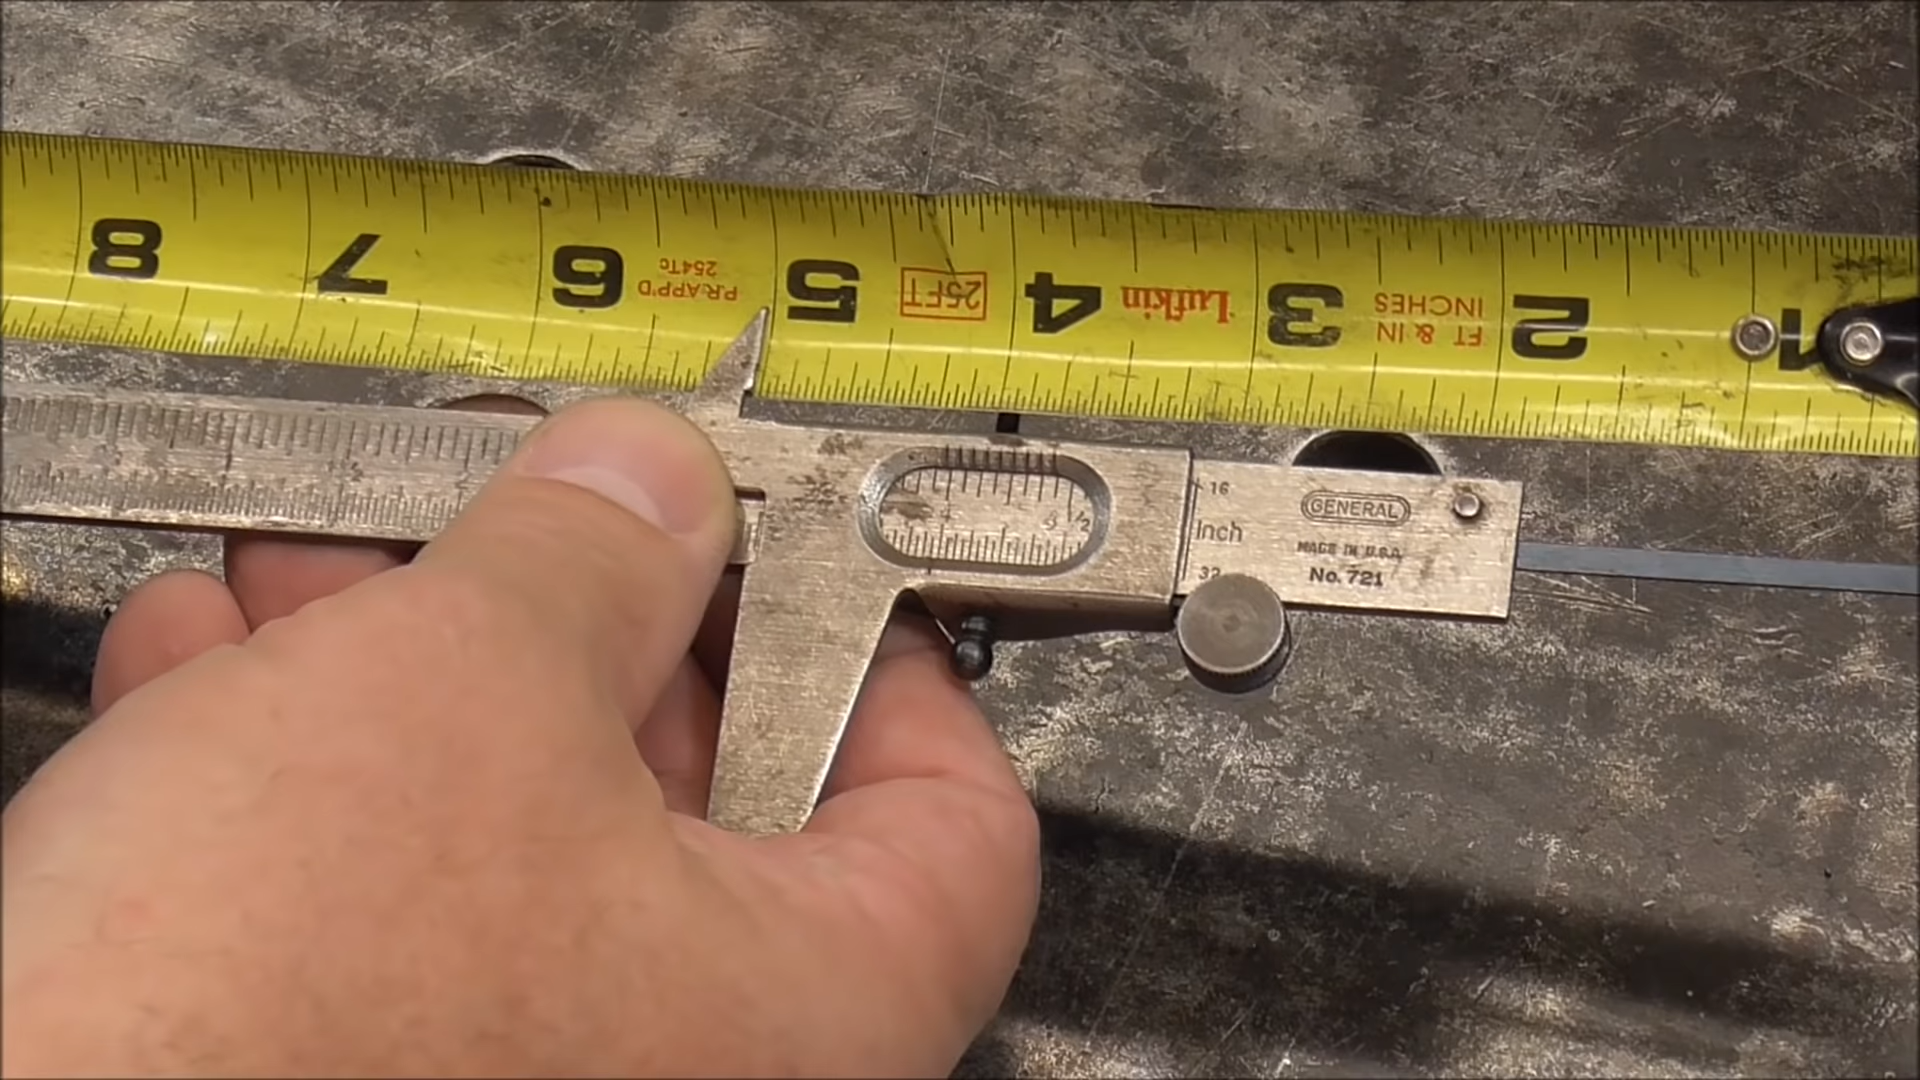 8 7 6 5 4 3 2 1
P.R. APP'D
254Tc
25FT
Lufkin
FT & IN
INCHES
16
Inch
32
GENERAL
MADE IN U.S.A.
No. 721
1/2